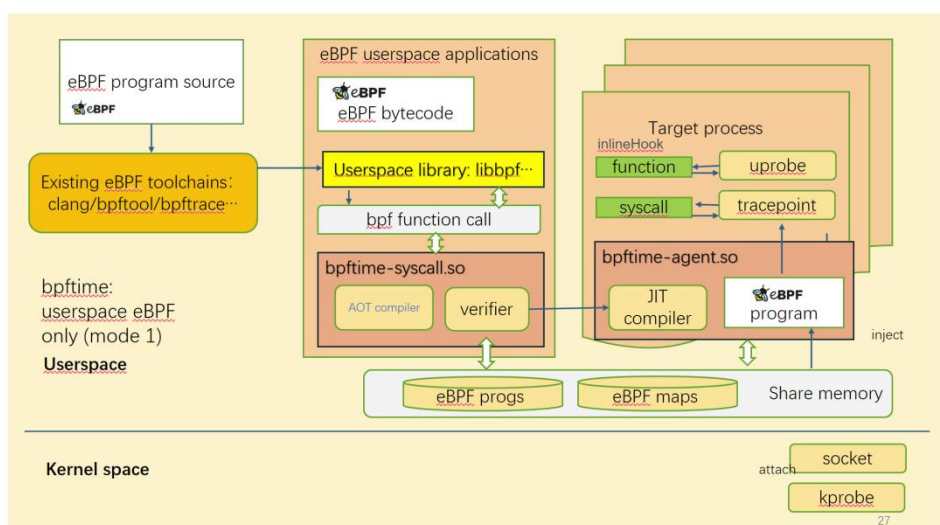 eBPF program source
eBPF
Existing eBPF toolchains:
clang/bpftool/bpftrace…
bpftime:
userspace eBPF
only (mode 1)
Userspace
eBPF userspace applications
eBPF
eBPF bytecode
Userspace library: libbpf…
bpf function call
bpftime-syscall.so
AOT compiler
verifier
Target process
inlineHook
function
uprobe
syscall
tracepoint
bpftime-agent.so
JIT
compiler
eBPF
program
inject
eBPF progs
eBPF maps
Share memory
Kernel space
attach
socket
kprobe
27